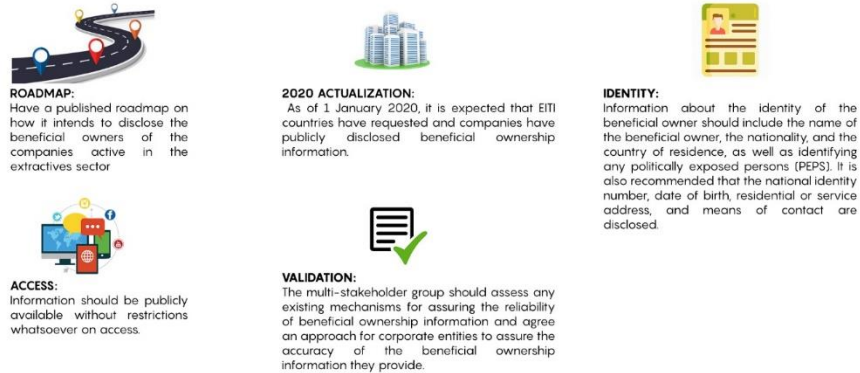 ROADMAP:
Have a published roadmap on
how it intends to disclose the
beneficial owners of the
companies active in the
extractives sector
2020 ACTUALIZATION:
As of 1 January 2020, it is expected that EITI
countries have requested and companies have
publicly disclosed beneficial ownership
information.
IDENTITY:
Information about the identity of the
beneficial owner should include the name of
the beneficial owner, the nationality, and the
country of residence, as well as identifying
any politically exposed persons (PEPS). It is
also recommended that the national identity
number, date of birth, residential or service
address, and means of contact are
disclosed.
ACCESS:
Information should be publicly
available without restrictions
whatsoever on access.
VALIDATION:
The multi-stakeholder group should assess any
existing mechanisms for assuring the reliability
of beneficial ownership information and agree
an approach for corporate entities to assure the
accuracy of the beneficial ownership
information they provide.